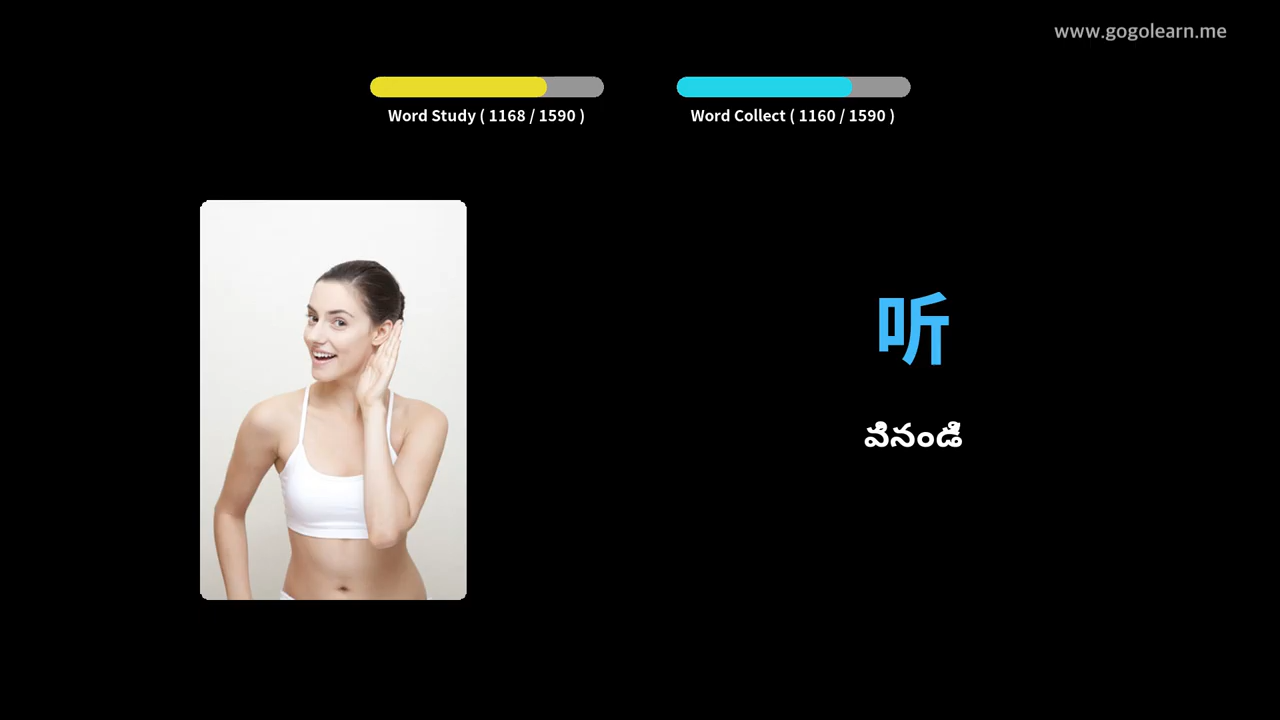 www.gogolearn.me
Word Study ( 1168 / 1590 )
Word Collect ( 1160 / 1590 )
听
వినండి